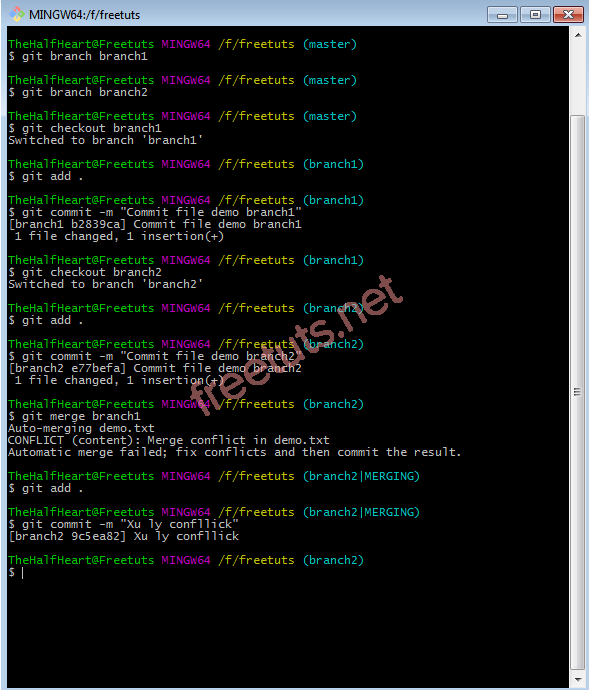 MINGW64:/f/freetuts
TheHalfHeart@Freetuts MINGW64 /f/freetuts (master)
$ git branch branch1
TheHalfHeart@Freetuts MINGW64 /f/freetuts (master)
$ git branch branch2
TheHalfHeart@Freetuts MINGW64 /f/freetuts (master)
$ git checkout branch1
Switched to branch 'branch1'
TheHalfHeart@Freetuts MINGW64 /f/freetuts (branch1)
$ git add .
TheHalfHeart@Freetuts MINGW64 /f/freetuts (branch1)
$ git commit -m "Commit file demo branch1"
[branch1 b2839ca] Commit file demo branch1
1 file changed, 1 insertion(+)
TheHalfHeart@Freetuts MINGW64 /f/freetuts (branch1)
$ git checkout branch2
Switched to branch 'branch2'
TheHalfHeart@Freetuts MINGW64 /f/freetuts (branch2)
$ git add .
TheHalfHeart@Freetuts MINGW64 /f/freetuts (branch2)
$ git commit -m "Commit file demo branch2"
[branch2 e77befa] Commit file demo branch2
1 file changed, 1 insertion(+)
TheHalfHeart@Freetuts MINGW64 /f/freetuts (branch2)
$ git merge branch1
Auto-merging demo.txt
CONFLICT (content): Merge conflict in demo.txt
Automatic merge failed; fix conflicts and then commit the result.
TheHalfHeart@Freetuts MINGW64 /f/freetuts (branch2|MERGING)
$ git add .
TheHalfHeart@Freetuts MINGW64 /f/freetuts (branch2|MERGING)
$ git commit -m "Xu ly confllick"
[branch2 9c5ea82] Xu ly confllick
TheHalfHeart@Freetuts MINGW64 /f/freetuts (branch2)
$
freetuts.net